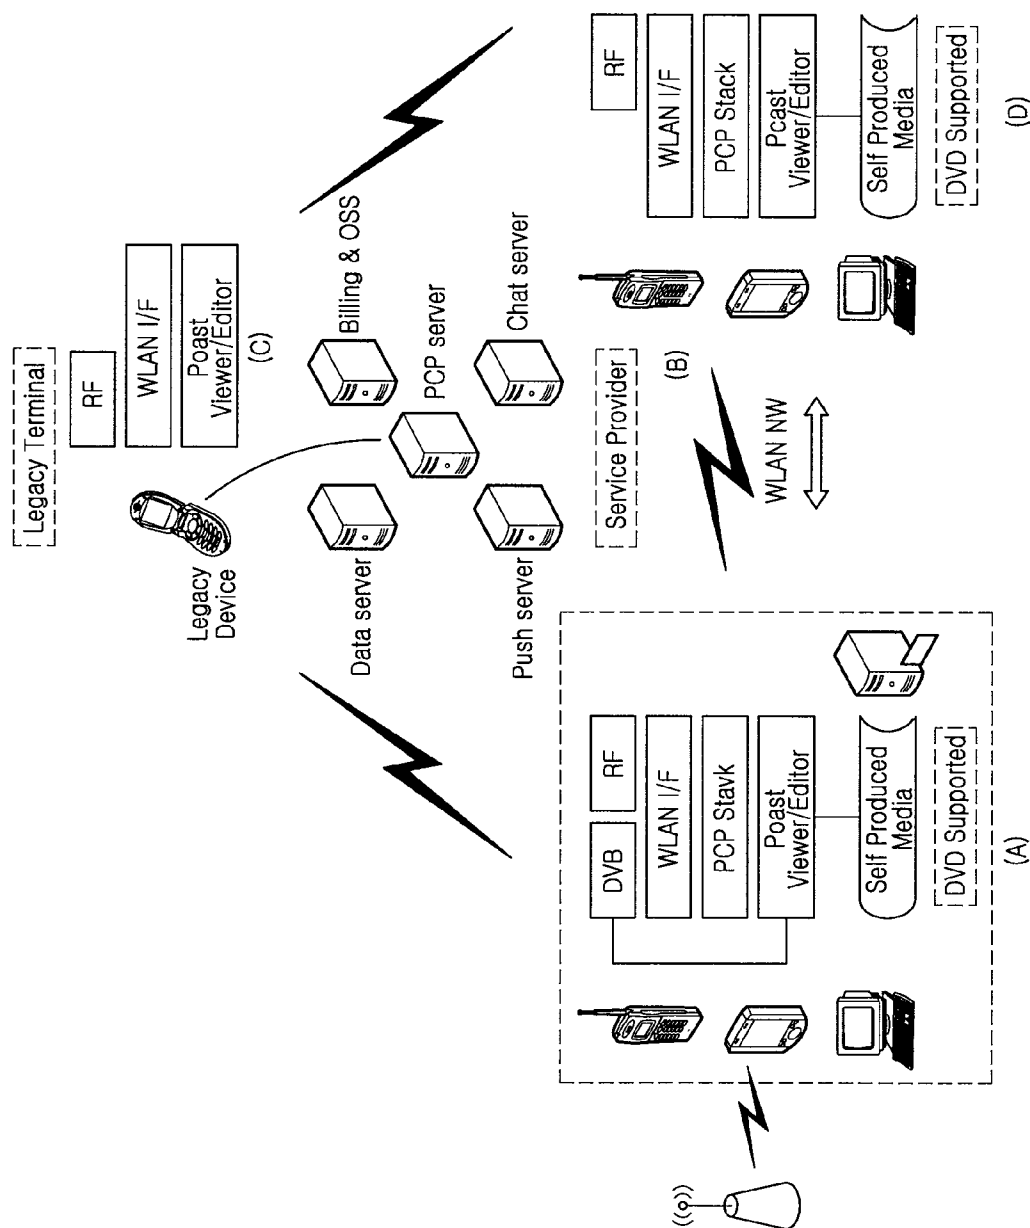 Legacy Terminal
RF
WLAN I/F
Poast
Viewer/Editor
(C)
Legacy
Device
Data server
Billing & OSS
PCP server
Push server
Chat server
Service Provider
(B)
WLAN NW
DVB
RF
WLAN I/F
PCP Stavk
Poast
Viewer/Editor
Self Produced
Media
DVD Supported
(A)
RF
WLAN I/F
PCP Stack
Pcast
Viewer/Editor
Self Produced
Media
DVD Supported
(D)